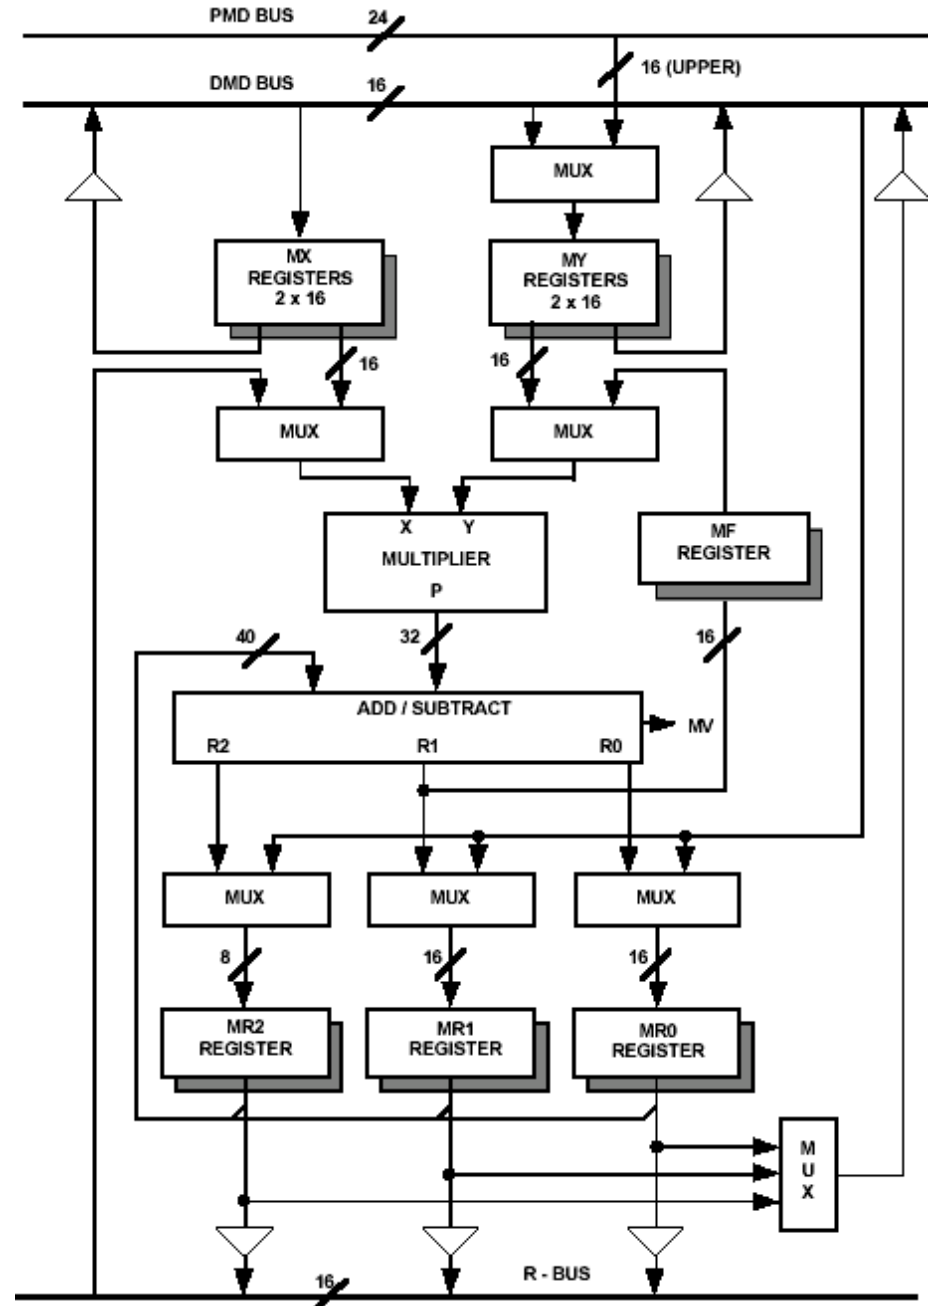 PMD BUS
24
16 (UPPER)
DMD BUS
16
MUX
MX
REGISTERS
2 x 16
MY
REGISTERS
2 x 16
16
16
MUX
MUX
X Y
MULTIPLIER
P
MF
REGISTER
40
32
16
ADD / SUBTRACT
MV
R2 R1 R0
MUX
MUX
MUX
8
16
16
MR2
REGISTER
MR1
REGISTER
MR0
REGISTER
M
U
X
R - BUS
16